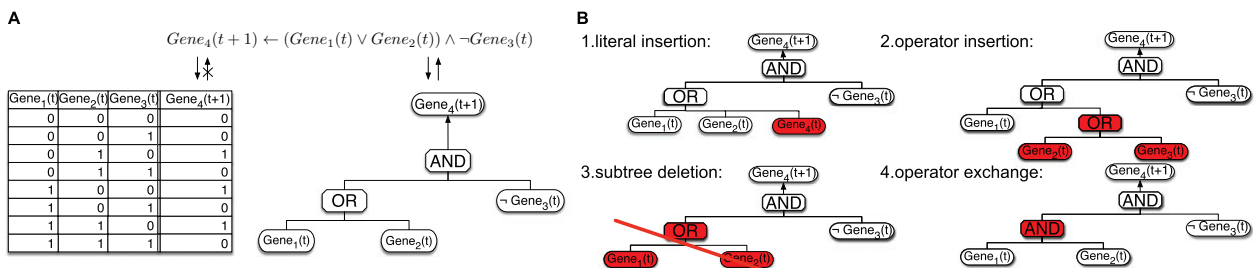 A
Gene₄(t + 1) ← (Gene₁(t) ∨ Gene₂(t)) ∧ ¬Gene₃(t)
Gene₁(t) Gene₂(t) Gene₃(t) Gene₄(t+1)
0 0 0 0
0 0 1 0
0 1 0 1
0 1 1 0
1 0 0 1
1 0 1 0
1 1 0 1
1 1 1 0
Gene₄(t+1)
AND
OR
¬ Gene₃(t)
Gene₁(t)
Gene₂(t)
B
1.literal insertion:
Gene₄(t+1)
AND
OR
¬ Gene₃(t)
Gene₁(t)
Gene₂(t)
Gene₄(t)
2.operator insertion:
Gene₄(t+1)
AND
OR
¬ Gene₃(t)
Gene₁(t)
OR
Gene₂(t)
Gene₃(t)
3.subtree deletion:
Gene₄(t+1)
AND
OR
¬ Gene₃(t)
Gene₁(t)
Gene₂(t)
4.operator exchange:
Gene₄(t+1)
AND
AND
¬ Gene₃(t)
Gene₁(t)
Gene₂(t)